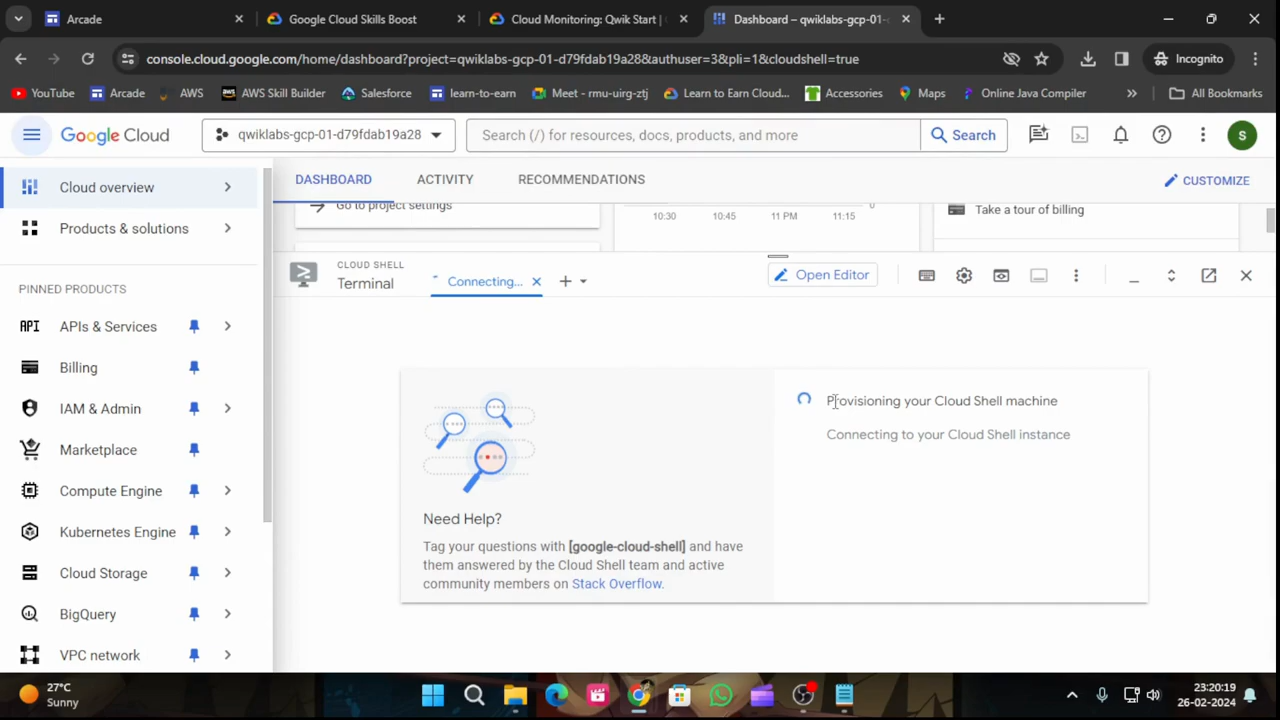 Arcade
Google Cloud Skills Boost
Cloud Monitoring: Qwik Start |
Dashboard – qwiklabs-gcp-01-
console.cloud.google.com/home/dashboard?project=qwiklabs-gcp-01-d79fdab19a28&authuser=3&pli=1&cloudshell=true
Incognito
YouTube
Arcade
AWS
AWS Skill Builder
Salesforce
learn-to-earn
Meet - rmu-uirg-ztj
Learn to Earn Cloud...
Accessories
Maps
Online Java Compiler
All Bookmarks
Google Cloud
qwiklabs-gcp-01-d79fdab19a28
Search (/) for resources, docs, products, and more
Search
S
Cloud overview
Products & solutions
PINNED PRODUCTS
API APIs & Services
Billing
IAM & Admin
Marketplace
Compute Engine
Kubernetes Engine
Cloud Storage
BigQuery
VPC network
DASHBOARD
ACTIVITY
RECOMMENDATIONS
CUSTOMIZE
Go to project settings
10:30 10:45 11 PM 11:15
0
Take a tour of billing
CLOUD SHELL
Terminal
Connecting...
Open Editor
Need Help?
Tag your questions with [google-cloud-shell] and have
them answered by the Cloud Shell team and active
community members on Stack Overflow.
Provisioning your Cloud Shell machine
Connecting to your Cloud Shell instance
27°C
Sunny
23:20:19
26-02-2024